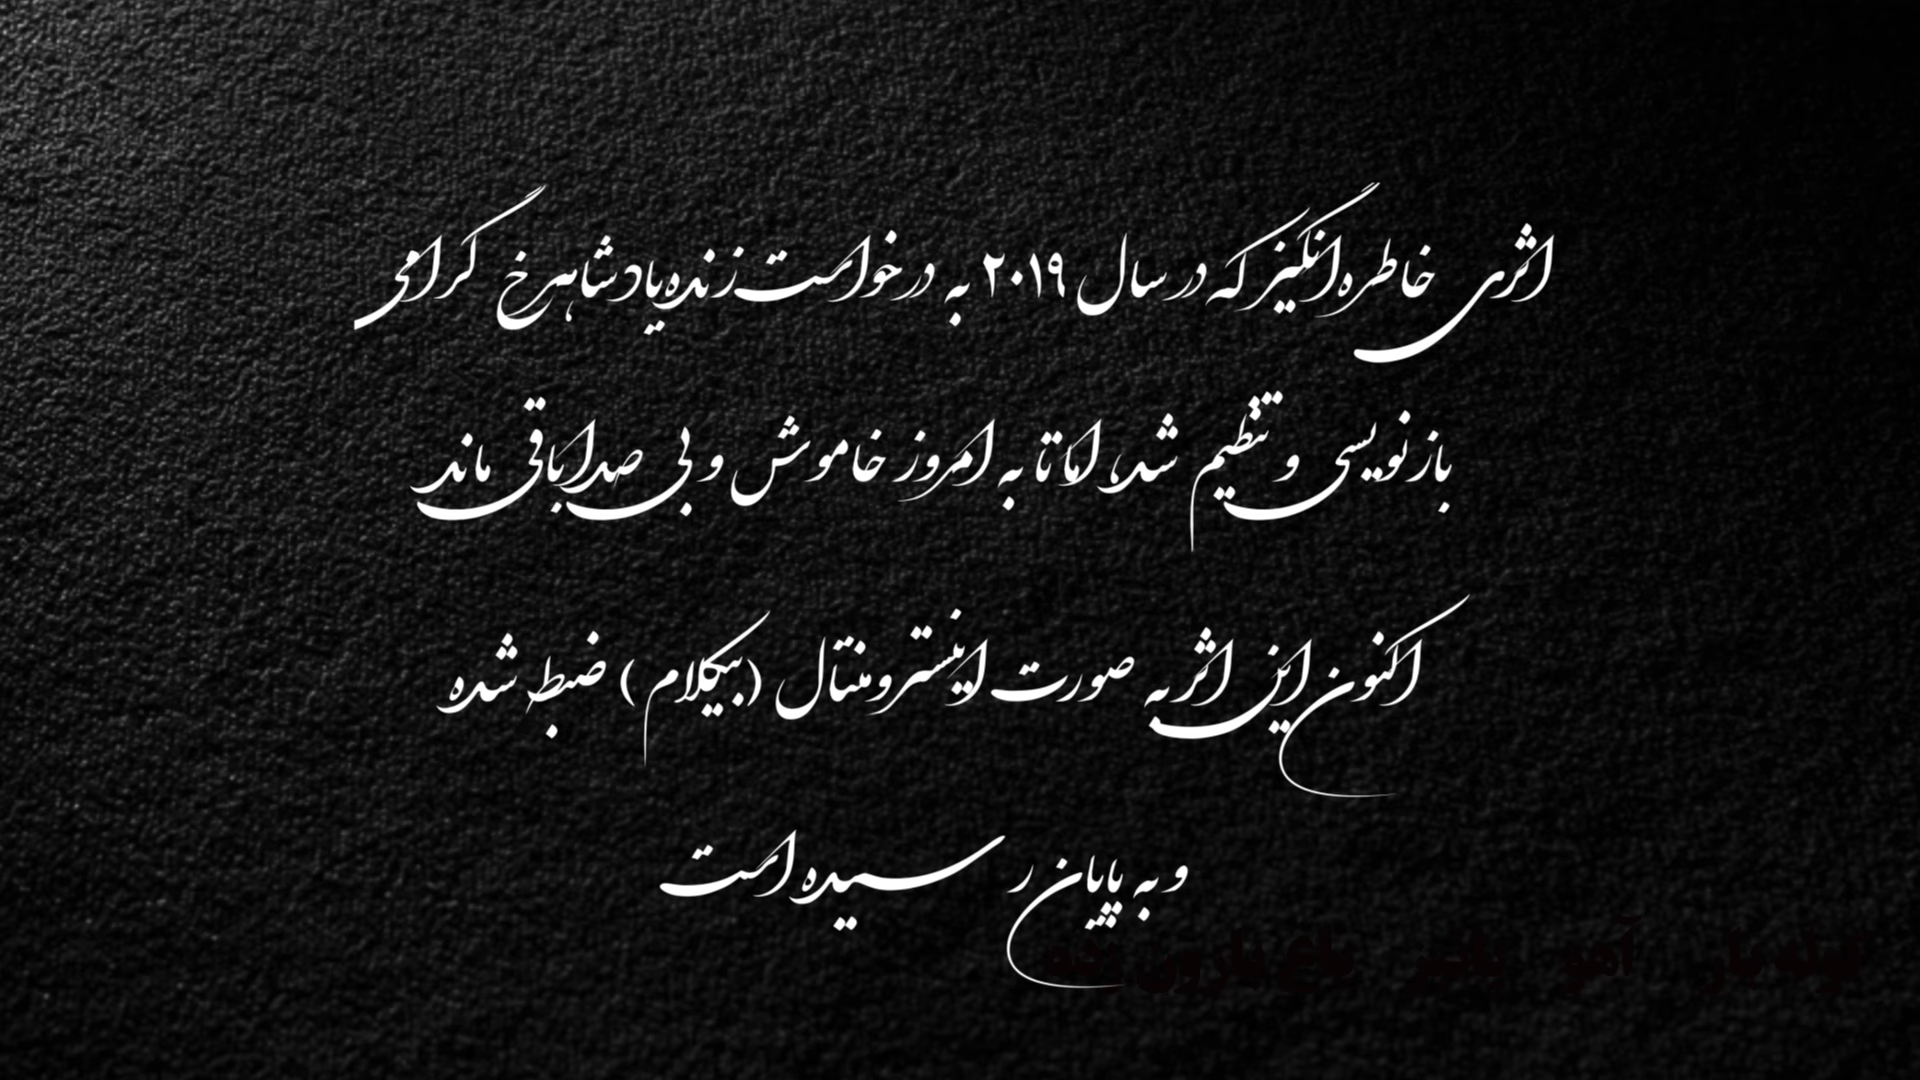 اثری خاطره‌انگیز که در سال ۲۰۱۹ به درخواست زنده‌یاد شاهرخ گرامی
بازنویسی و تنظیم شد، اما تا به امروز خاموش و بی صدا باقی ماند
اکنون این اثر به صورت اینسترومنتال (بیکلام) ضبط شده
و به پایان رسیده است